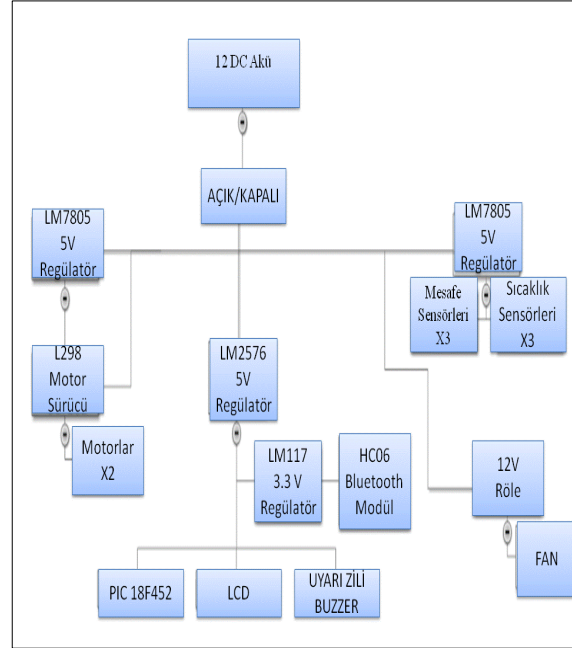 12 DC Akü
AÇIK/KAPALI
LM7805
5V
Regülatör
LM7805
5V
Regülatör
Mesafe
Sensörleri
X3
Sıcaklık
Sensörleri
X3
L298
Motor
Sürücü
LM2576
5V
Regülatör
Motorlar
X2
LM117
3.3 V
Regülatör
HC06
Bluetooth
Modül
12V
Röle
FAN
PIC 18F452
LCD
UYARI ZİLİ
BUZZER